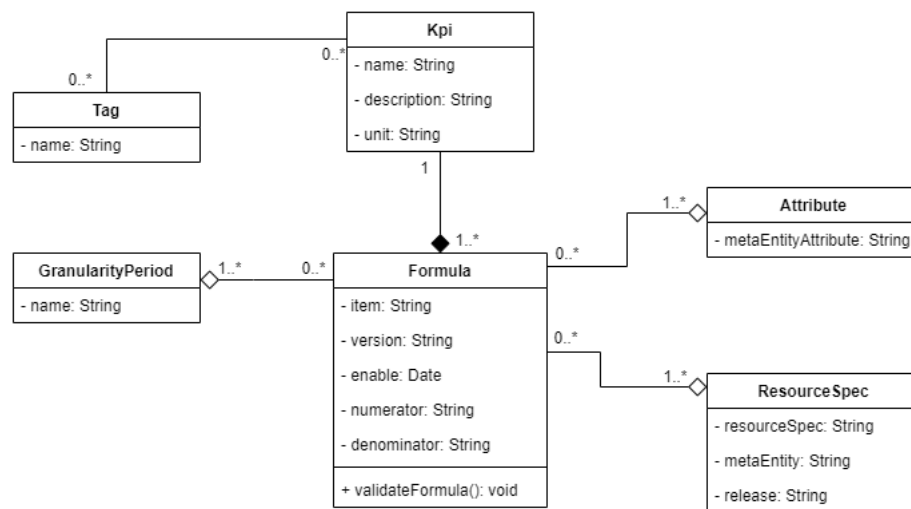 Kpi
- name: String
- description: String
- unit: String
0..*
0..*
Tag
- name: String
1
1..*
Attribute
- metaEntityAttribute: String
1..*
0..*
GranularityPeriod
- name: String
1..*
0..*
Formula
- item: String
- version: String
- enable: Date
- numerator: String
- denominator: String
+ validateFormula(): void
0..*
1..*
ResourceSpec
- resourceSpec: String
- metaEntity: String
- release: String